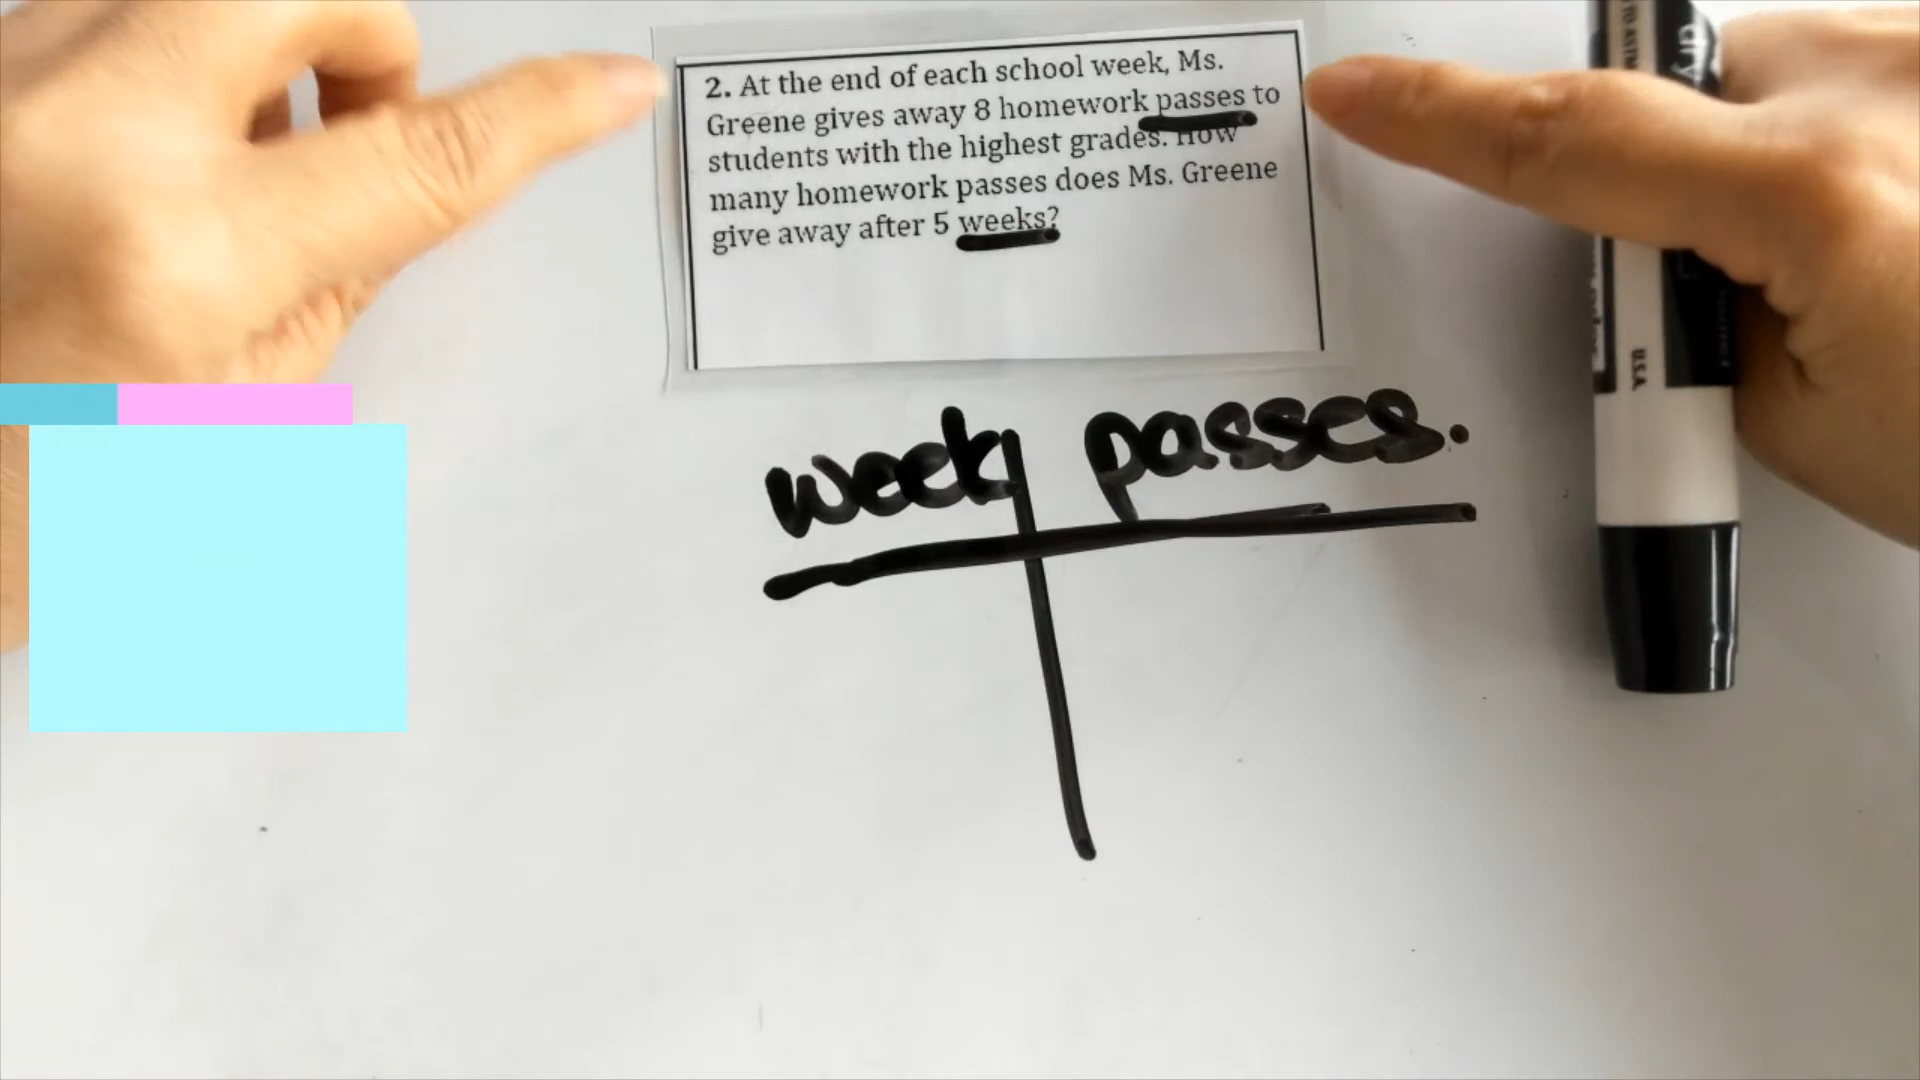 2. At the end of each school week, Ms.
Greene gives away 8 homework passes to
students with the highest grades. How
many homework passes does Ms. Greene
give away after 5 weeks?
week passes.
U.S.A.